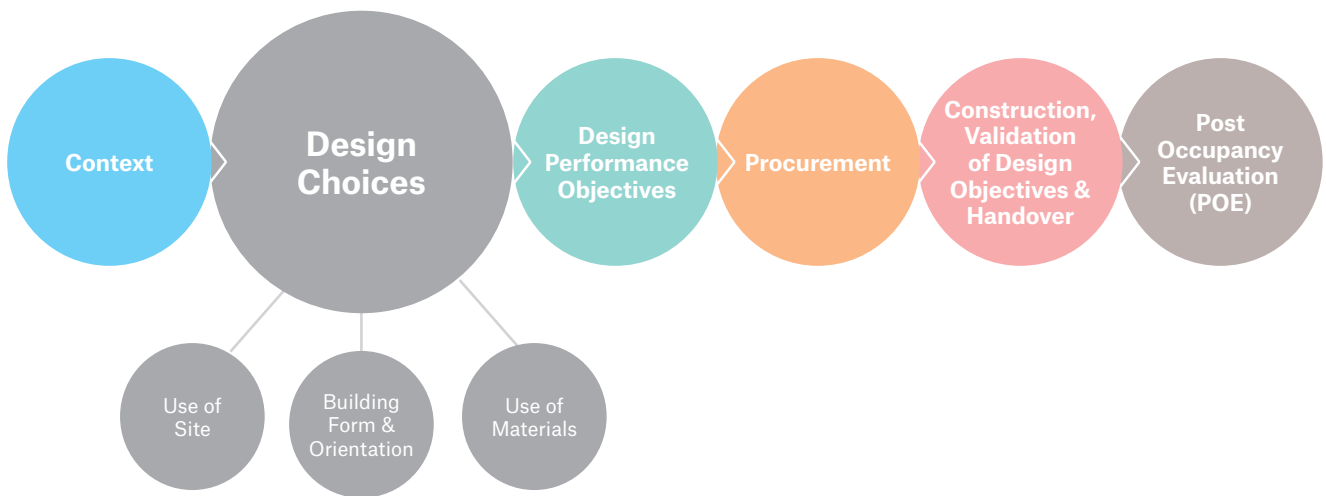 Context
Design
Choices
Design
Performance
Objectives
Procurement
Construction,
Validation
of Design
Objectives &
Handover
Post
Occupancy
Evaluation
(POE)
Use of
Site
Building
Form &
Orientation
Use of
Materials